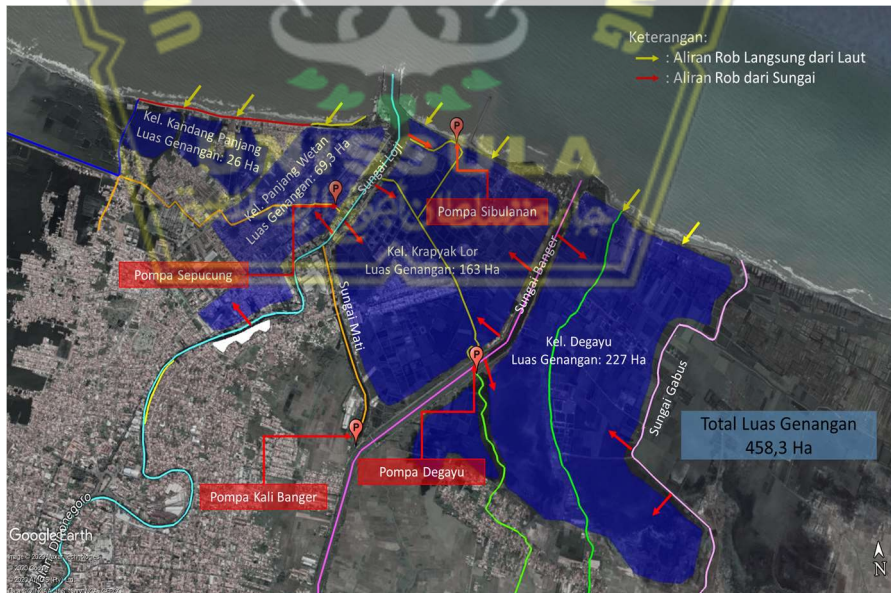 Keterangan:
: Aliran Rob Langsung dari Laut
: Aliran Rob dari Sungai
Kel. Kandang Panjang
Luas Genangan: 26 Ha
Kel. Panjang Wetan
Luas Genangan: 69,3 Ha
Sungai Loji
P
P
Pompa Sibulanan
Pompa Sepucung
Kel. Krapyak Lor
Luas Genangan: 163 Ha
Sungai Banger
Sungai Mati
Kel. Degayu
Luas Genangan: 227 Ha
Sungai Gabus
P
P
Total Luas Genangan
458,3 Ha
Pompa Degayu
Pompa Kali Banger
Google Earth
N